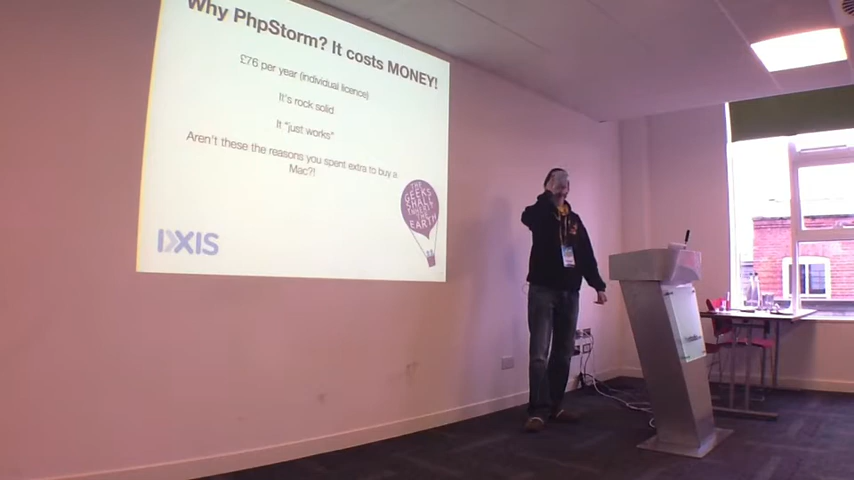 Why PhpStorm? It costs MONEY!
£76 per year (individual licence)
It's rock solid
It "just works"
Aren't these the reasons you spent extra to buy a
Mac?!
THE
GEEKS
SHALL
INHERIT
THE
EARTH
IXIS